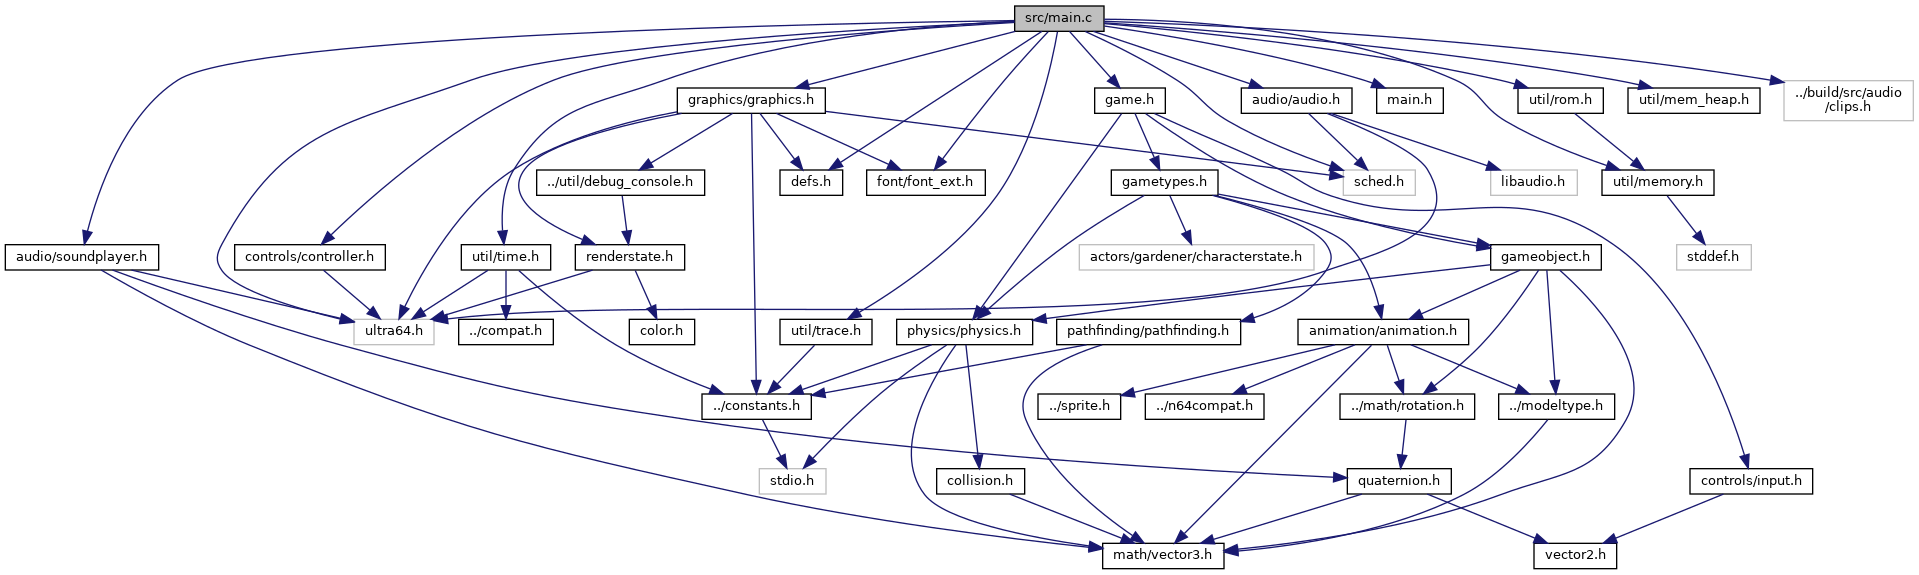 src/main.c
graphics/graphics.h
game.h
audio/audio.h
main.h
util/rom.h
util/mem_heap.h
../build/src/audio
/clips.h
../util/debug_console.h
defs.h
font/font_ext.h
gametypes.h
sched.h
libaudio.h
util/memory.h
audio/soundplayer.h
controls/controller.h
util/time.h
renderstate.h
actors/gardener/characterstate.h
gameobject.h
stddef.h
ultra64.h
../compat.h
color.h
util/trace.h
physics/physics.h
pathfinding/pathfinding.h
animation/animation.h
../constants.h
../sprite.h
../n64compat.h
../math/rotation.h
../modeltype.h
stdio.h
collision.h
quaternion.h
controls/input.h
math/vector3.h
vector2.h